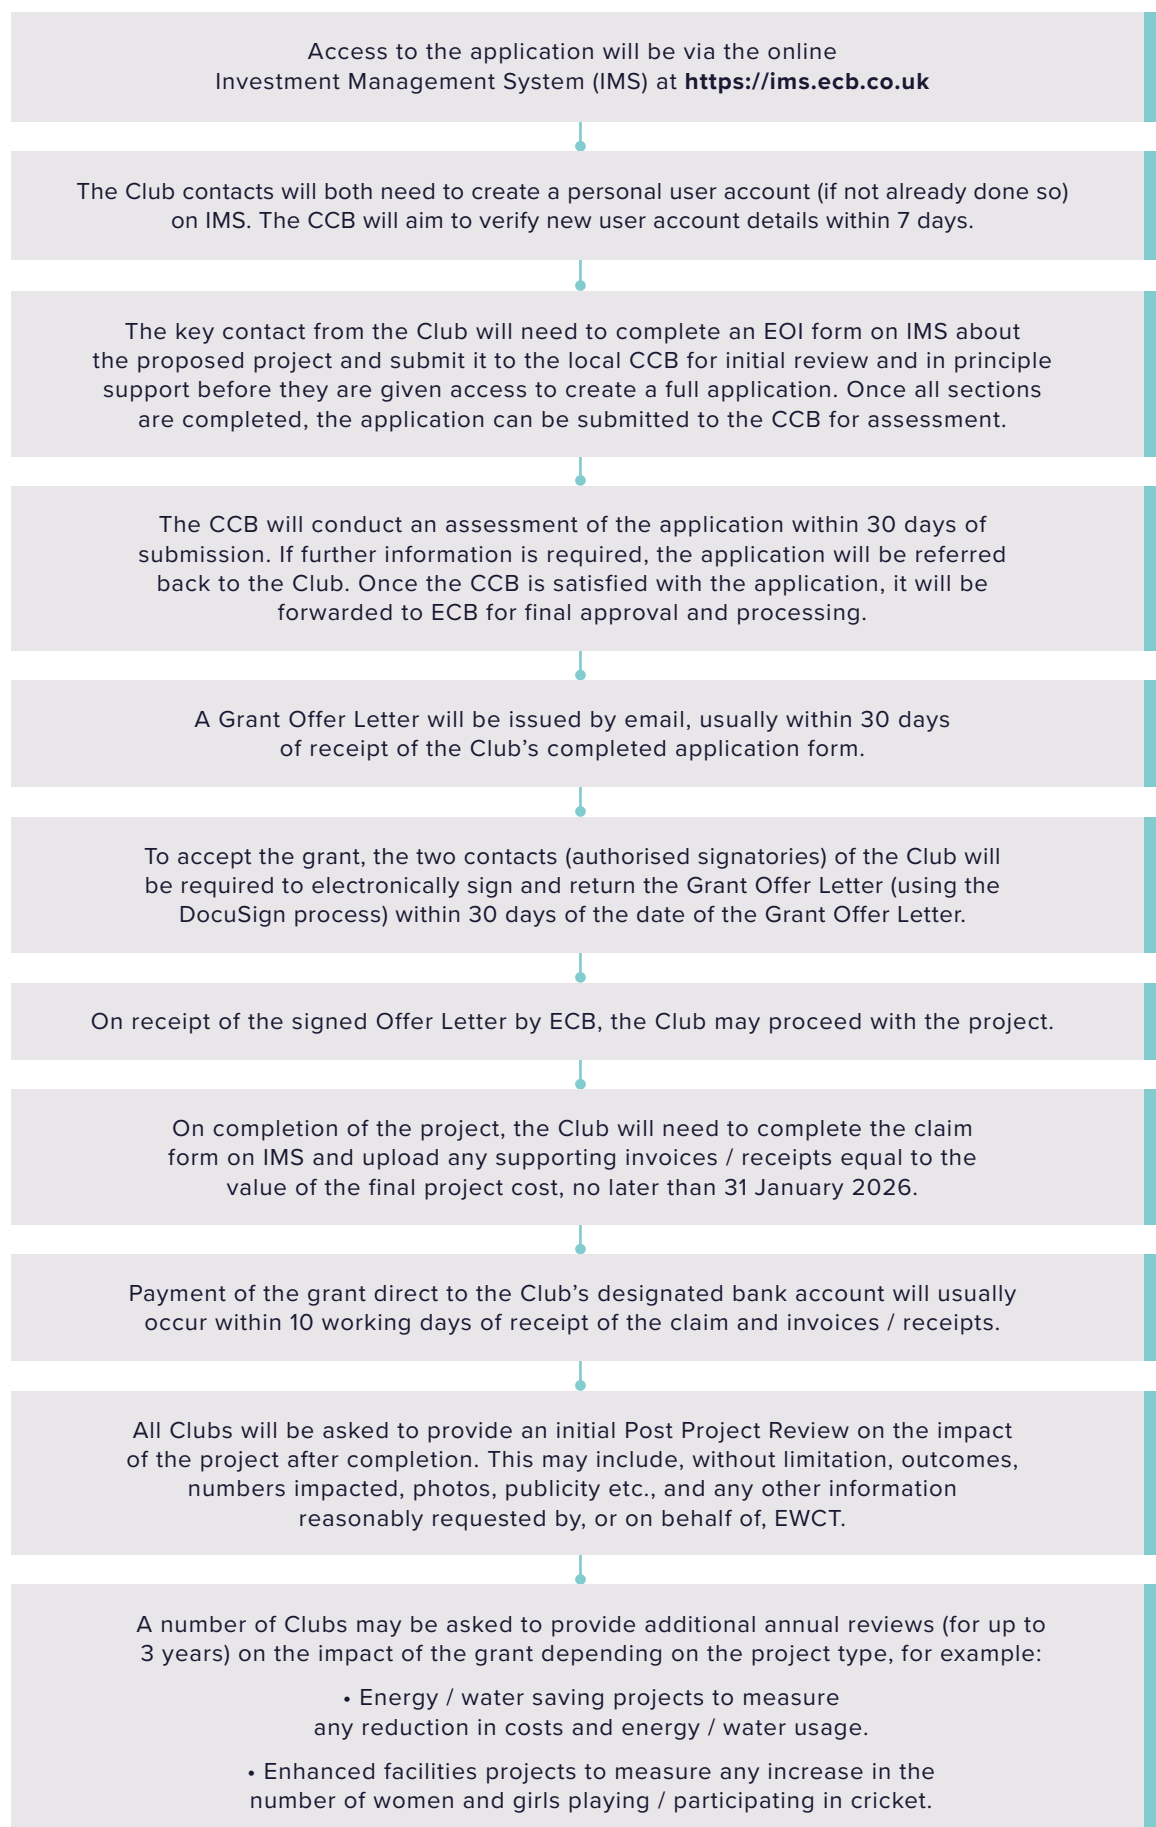 Access to the application will be via the online
Investment Management System (IMS) at https://ims.ecb.co.uk
The Club contacts will both need to create a personal user account (if not already done so)
on IMS. The CCB will aim to verify new user account details within 7 days.
The key contact from the Club will need to complete an EOI form on IMS about
the proposed project and submit it to the local CCB for initial review and in principle
support before they are given access to create a full application. Once all sections
are completed, the application can be submitted to the CCB for assessment.
The CCB will conduct an assessment of the application within 30 days of
submission. If further information is required, the application will be referred
back to the Club. Once the CCB is satisfied with the application, it will be
forwarded to ECB for final approval and processing.
A Grant Offer Letter will be issued by email, usually within 30 days
of receipt of the Club’s completed application form.
To accept the grant, the two contacts (authorised signatories) of the Club will
be required to electronically sign and return the Grant Offer Letter (using the
DocuSign process) within 30 days of the date of the Grant Offer Letter.
On receipt of the signed Offer Letter by ECB, the Club may proceed with the project.
On completion of the project, the Club will need to complete the claim
form on IMS and upload any supporting invoices / receipts equal to the
value of the final project cost, no later than 31 January 2026.
Payment of the grant direct to the Club’s designated bank account will usually
occur within 10 working days of receipt of the claim and invoices / receipts.
All Clubs will be asked to provide an initial Post Project Review on the impact
of the project after completion. This may include, without limitation, outcomes,
numbers impacted, photos, publicity etc., and any other information
reasonably requested by, or on behalf of, EWCT.
A number of Clubs may be asked to provide additional annual reviews (for up to
3 years) on the impact of the grant depending on the project type, for example:
• Energy / water saving projects to measure
any reduction in costs and energy / water usage.
• Enhanced facilities projects to measure any increase in the
number of women and girls playing / participating in cricket.